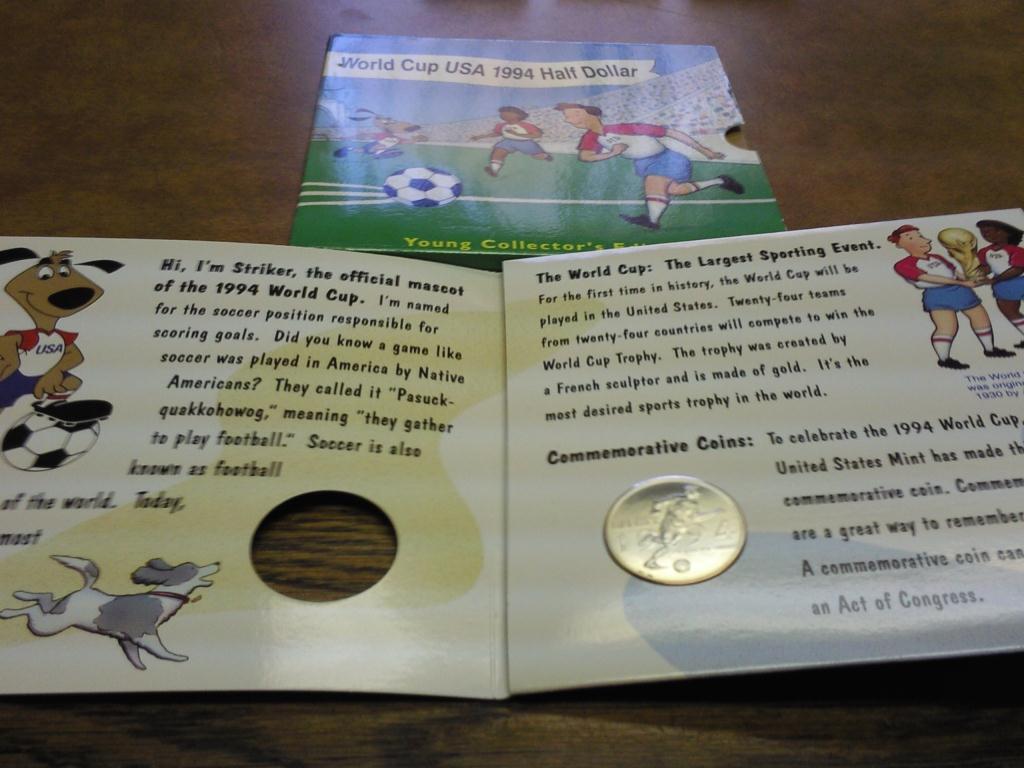 World Cup USA 1994 Half Dollar
Young Collector's
Hi, I'm Striker, the official mascot
of the 1994 World Cup. I'm named
for the soccer position responsible for
scoring goals. Did you know a game like
soccer was played in America by Native
Americans? They called it "Pasuck-
quakkohowog," meaning "they gather
to play football." Soccer is also
known as football
of the world. Today,
most
USA
The World Cup: The Largest Sporting Event.
For the first time in history, the World Cup will be
played in the United States. Twenty-four teams
from twenty-four countries will compete to win the
World Cup Trophy. The trophy was created by
a French sculptor and is made of gold. It's the
most desired sports trophy in the world.
The World
was
1930 by
Commemorative Coins: To celebrate the 1994 World Cup,
United States Mint has made
commemorative coin.
are a great way to remember
A commemorative coin can
an Act of Congress.